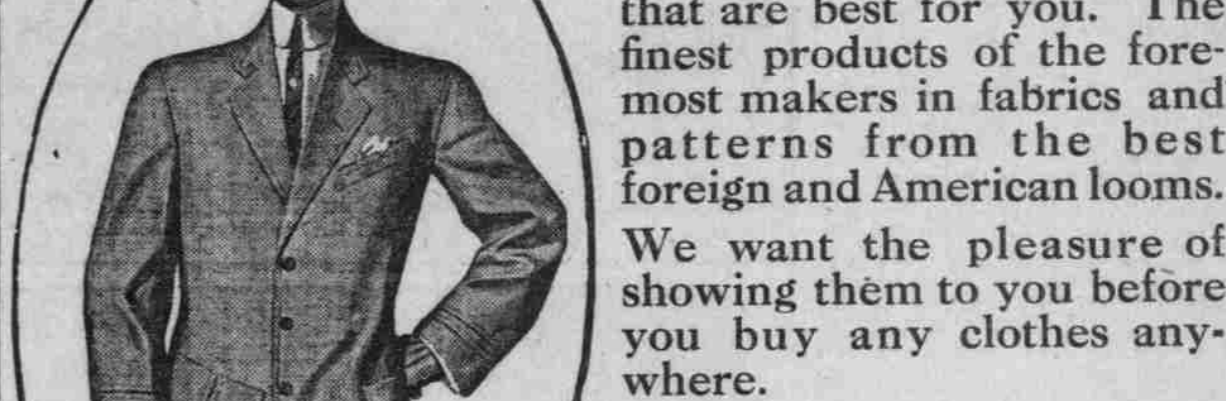 that are best for you. The
finest products of the fore-
most makers in fabrics and
patterns from the best
foreign and American looms.
We want the pleasure of
showing them to you before
you buy any clothes any-
where.